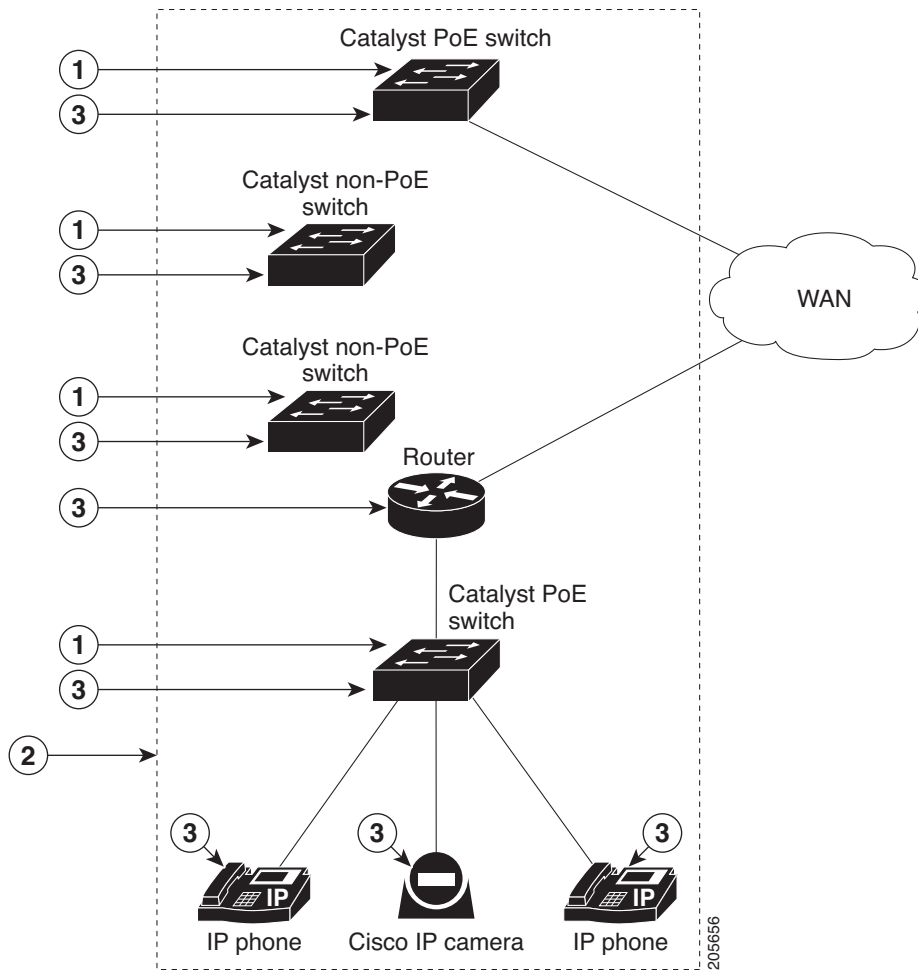 Catalyst PoE switch
1
3
Catalyst non-PoE
switch
1
3
WAN
Catalyst non-PoE
switch
1
3
Router
3
Catalyst PoE
switch
1
3
2
3
3
3
IP
IP
IP phone
Cisco IP camera
IP phone
205656